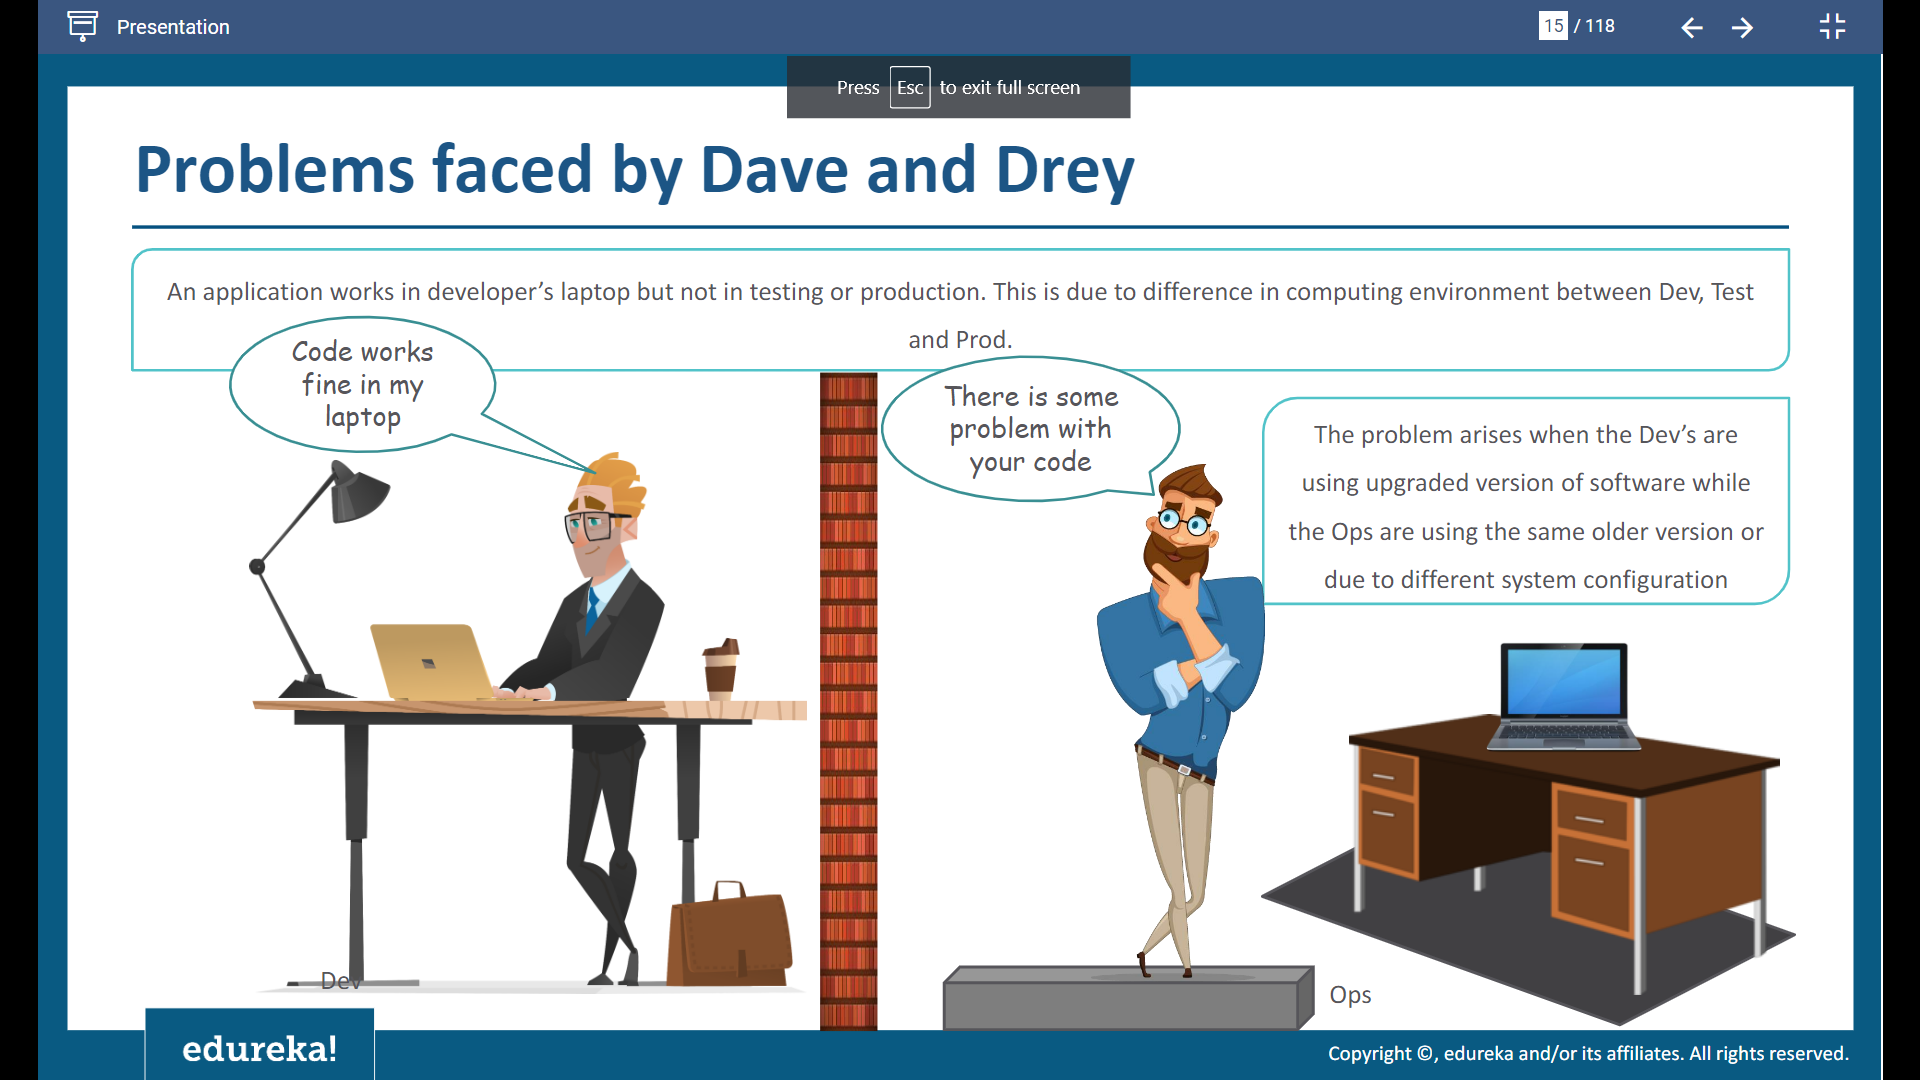 Presentation
15 / 118
Press Esc to exit full screen
Problems faced by Dave and Drey
An application works in developer’s laptop but not in testing or production. This is due to difference in computing environment between Dev, Test
and Prod.
Code works
fine in my
laptop
There is some
problem with
your code
The problem arises when the Dev’s are
using upgraded version of software while
the Ops are using the same older version or
due to different system configuration
Dev
Ops
edureka!
Copyright ©, edureka and/or its affiliates. All rights reserved.